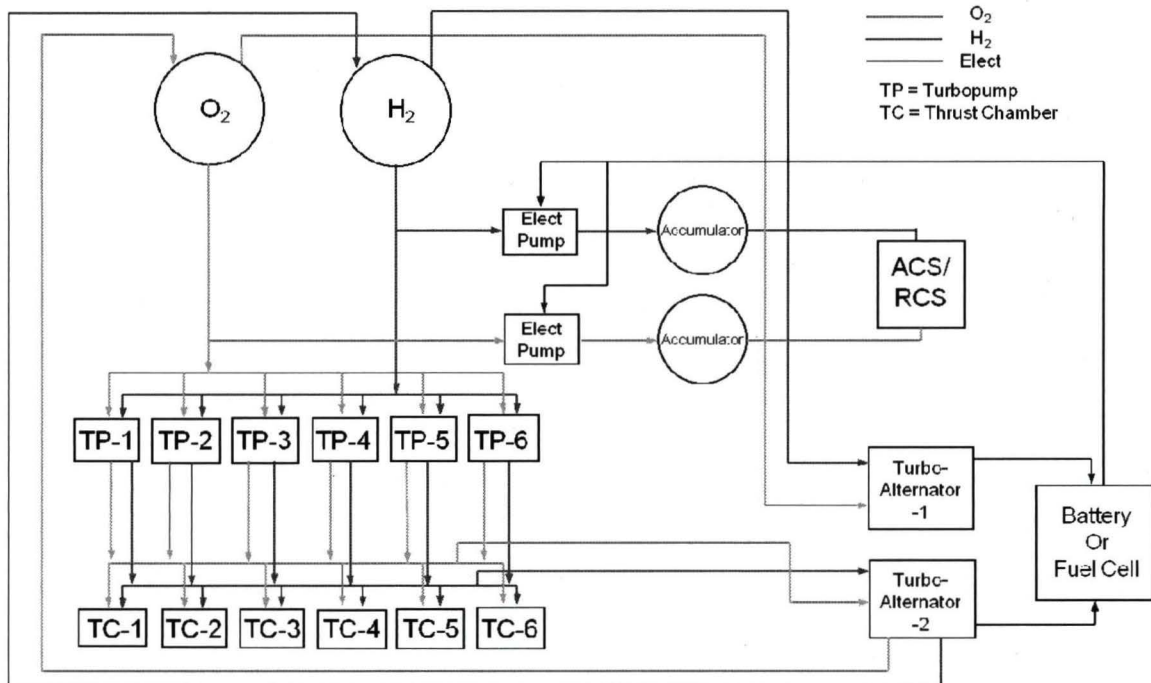 O₂
H₂
Elect
TP = Turbopump
TC = Thrust Chamber
O₂
H₂
Elect
Pump
Accumulator
ACS/
RCS
Elect
Pump
Accumulator
TP-1
TP-2
TP-3
TP-4
TP-5
TP-6
Turbo-
Alternator
-1
Battery
Or
Fuel Cell
Turbo-
Alternator
-2
TC-1
TC-2
TC-3
TC-4
TC-5
TC-6